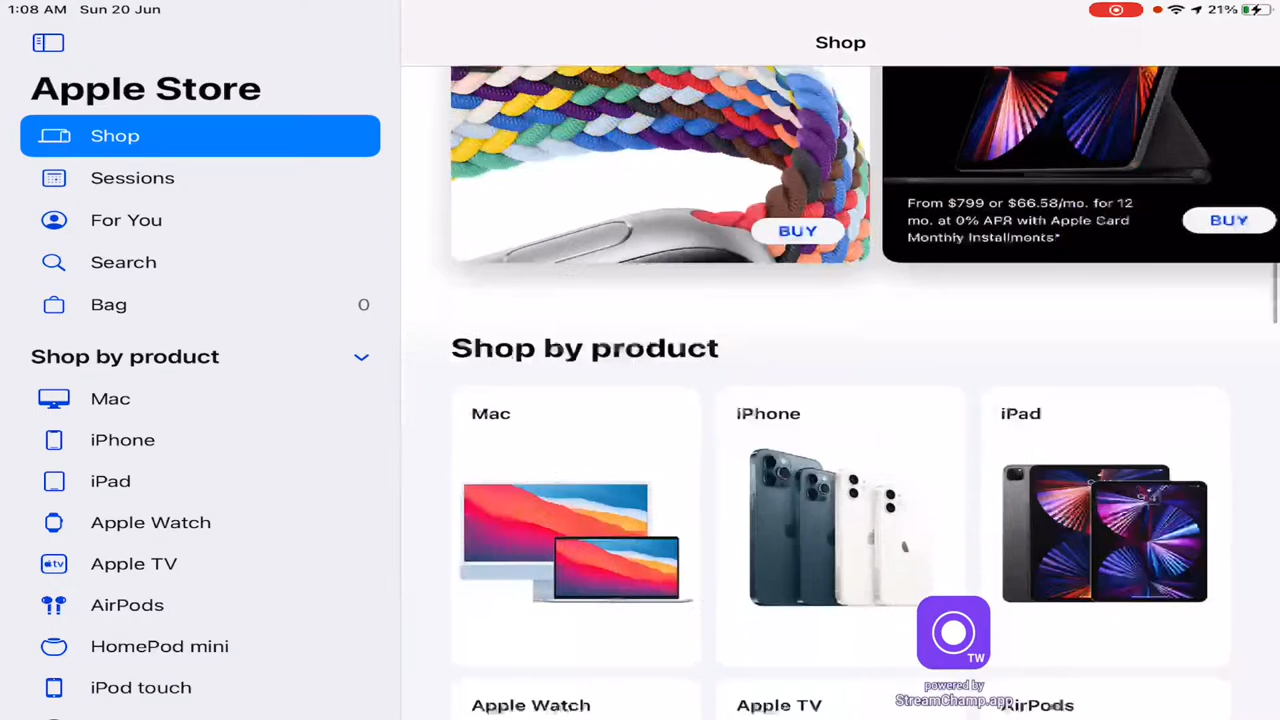 1:08 AM Sun 20 Jun
21%
Shop
Apple Store
Shop
Sessions
For You
Search
Bag 0
Shop by product
Mac
iPhone
iPad
Apple Watch
Apple TV
tv
AirPods
HomePod mini
iPod touch
BUY
From $799 or $66.58/mo. for 12
mo. at 0% APR with Apple Card
Monthly Installments*
BUY
Shop by product
Mac
iPhone
iPad
Apple Watch
Apple TV
AirPods
TW
powered by
StreamChamp.app